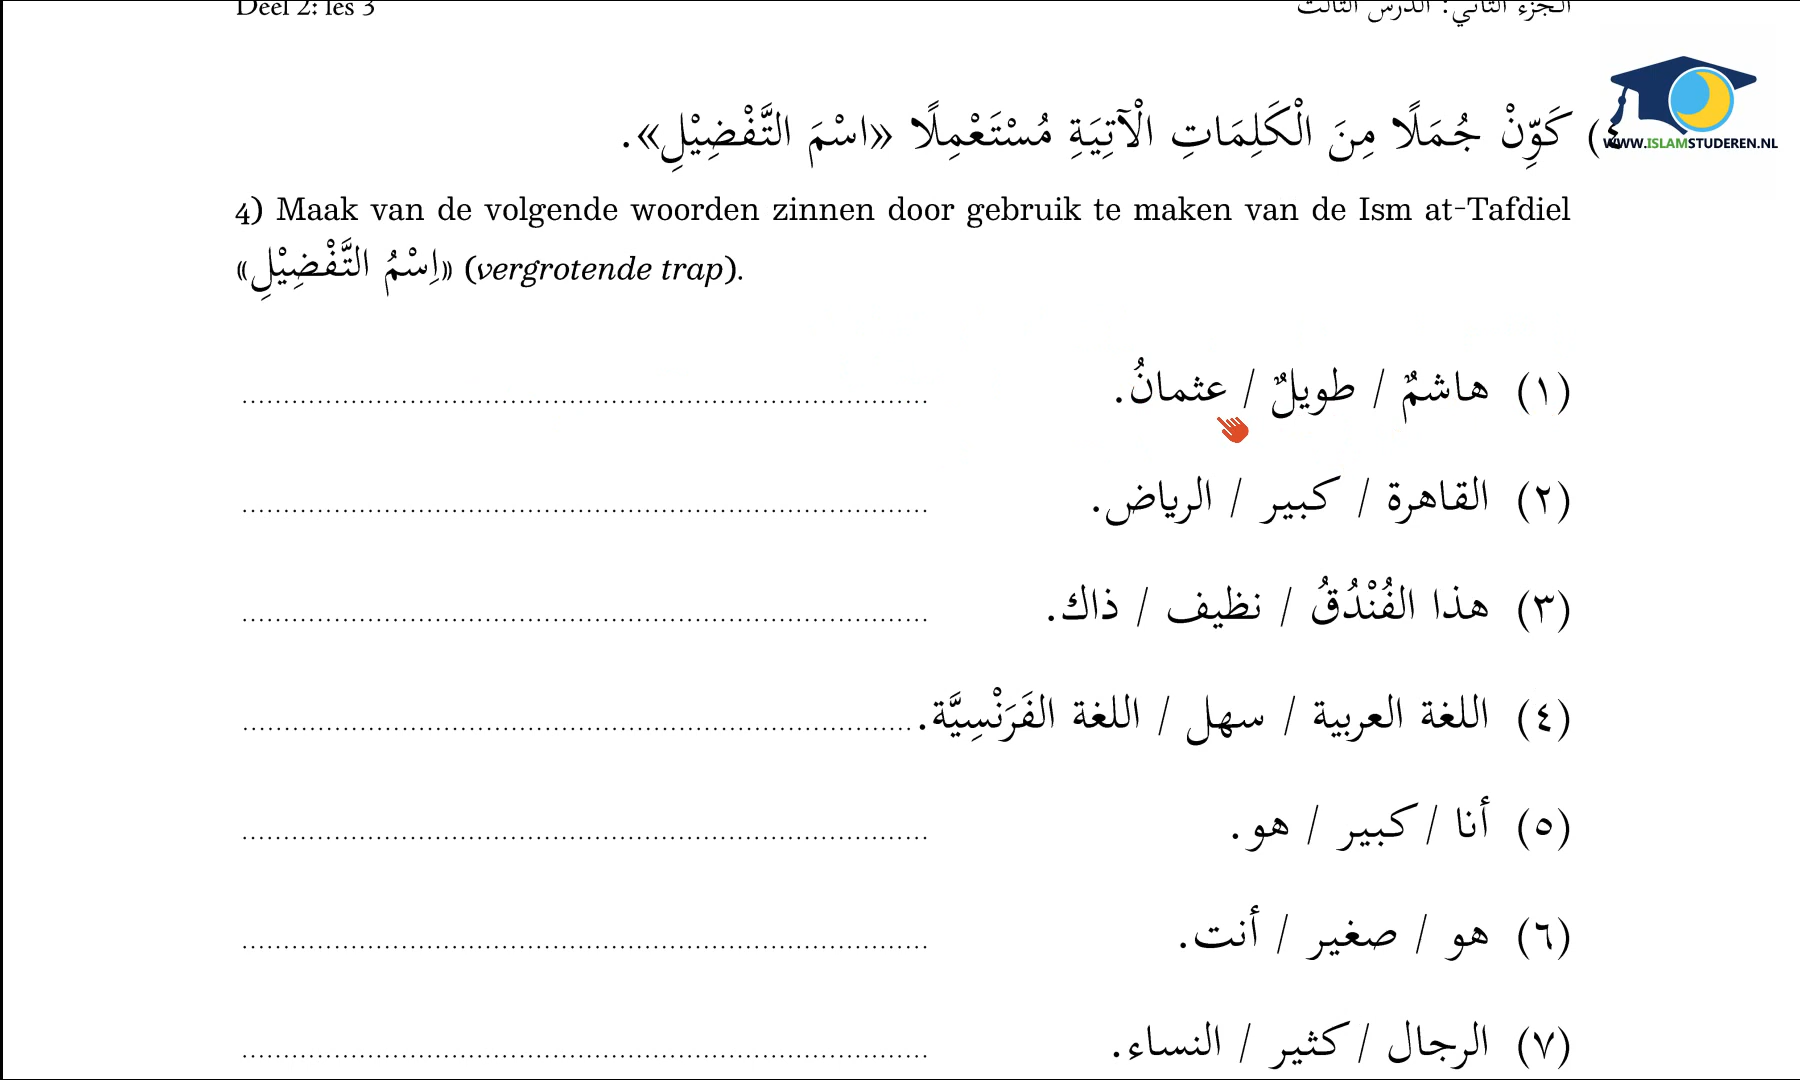 Deel 2: les 3 الجزء الثاني: الدرس الثالث
٤) كَوِّنْ جُمَلًا مِنَ الْكَلِمَاتِ الْآتِيَةِ مُسْتَعْمِلًا «اسْمَ التَّفْضِيْلِ».
WWW.ISLAMSTUDEREN.NL
4) Maak van de volgende woorden zinnen door gebruik te maken van de Ism at-Tafdiel
«اِسْمُ التَّفْضِيْلِ» (vergrotende trap).
(١) هاشمٌ / طويلٌ / عثمانُ. ........................................................................
(٢) القاهرة / كبير / الرياض. ........................................................................
(٣) هذا الفُنْدُقُ / نظيف / ذاك. ........................................................................
(٤) اللغة العربية / سهل / اللغة الفَرَنْسِيَّة. ........................................................................
(٥) أنا / كبير / هو. ........................................................................
(٦) هو / صغير / أنت. ........................................................................
(٧) الرجال / كثير / النساء. ........................................................................